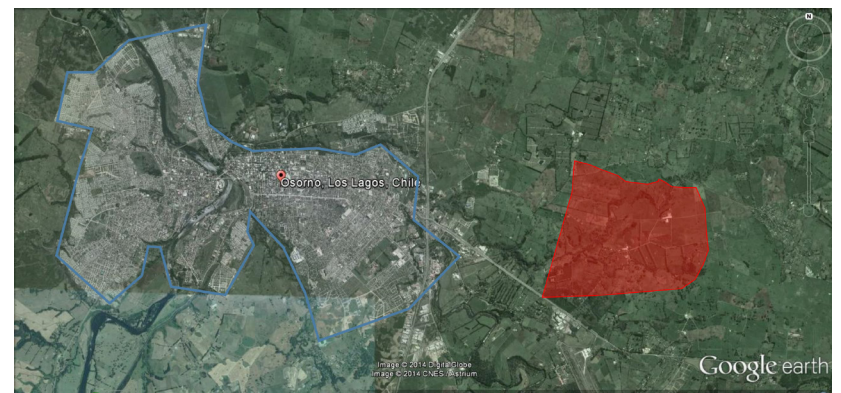 N
Osorno, Los Lagos, Chile
Image © 2014 DigitalGlobe
Image © 2014 CNES / Astrium
Google earth